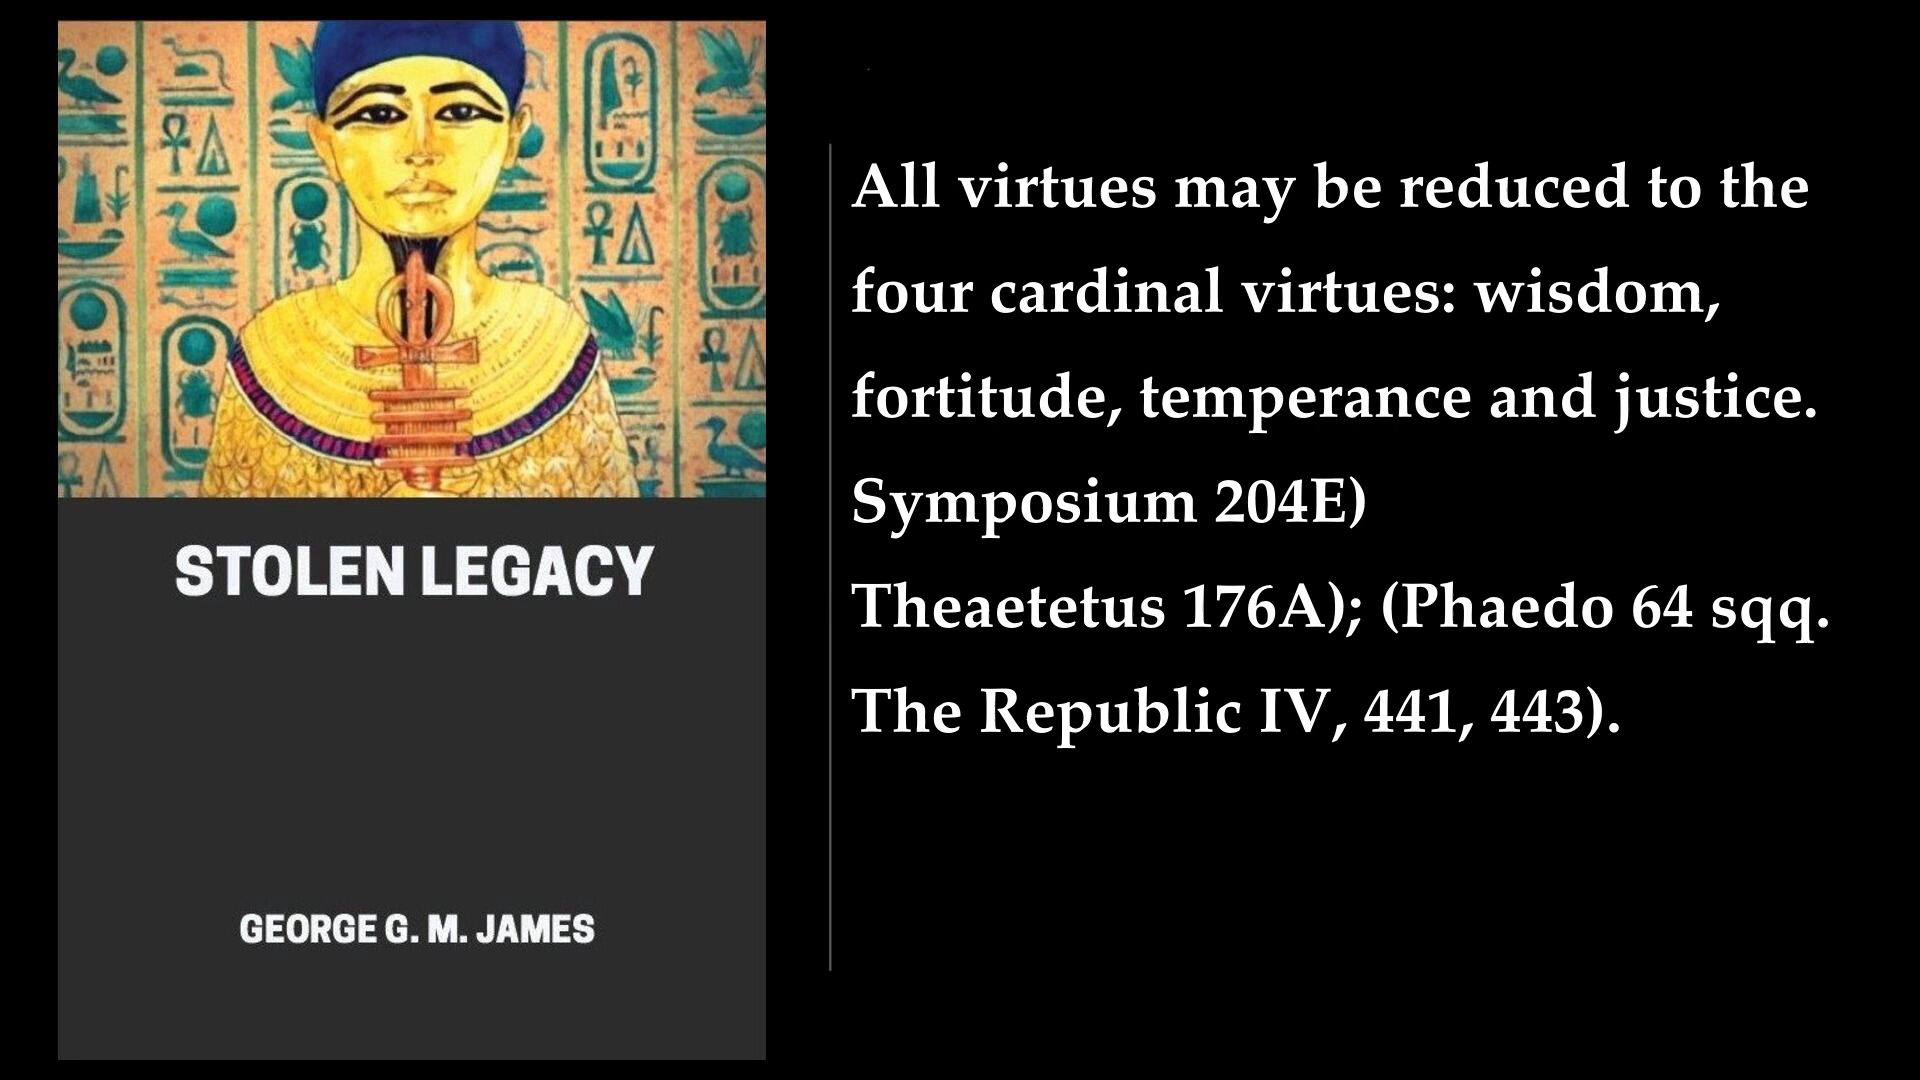 STOLEN LEGACY
GEORGE G. M. JAMES
All virtues may be reduced to the
four cardinal virtues: wisdom,
fortitude, temperance and justice.
Symposium 204E)
Theaetetus 176A); (Phaedo 64 sqq.
The Republic IV, 441, 443).